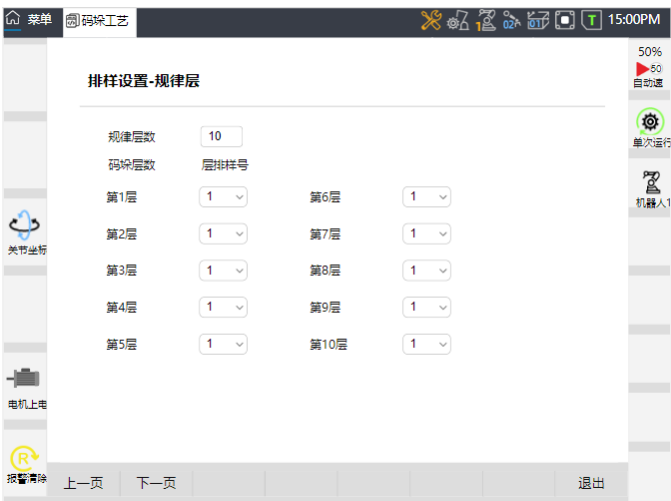 菜单 码垛工艺 02% 01 T 15:00PM
50%
50
自动速
排样设置-规律层
规律层数 10
码垛层数 层排样号
第1层 1 第6层 1
第2层 1 第7层 1
第3层 1 第8层 1
第4层 1 第9层 1
第5层 1 第10层 1
单次运行
机器人1
关节坐标
电机上电
R
报警清除
上一页 下一页 退出